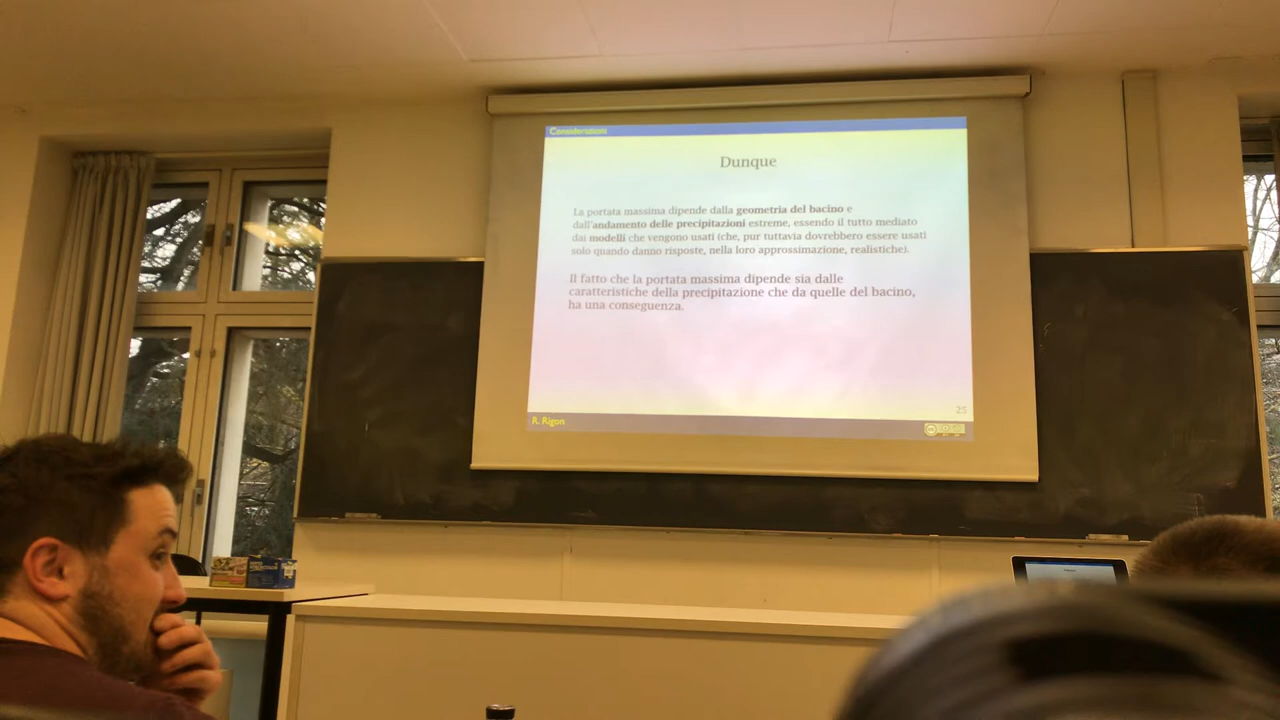 Considerazioni
Dunque
La portata massima dipende dalla geometria del bacino e
dall'andamento delle precipitazioni estreme, essendo il tutto mediato
dai modelli che vengono usati (che, pur tuttavia dovrebbero essere usati
solo quando danno risposte, nella loro approssimazione, realistiche).
Il fatto che la portata massima dipende sia dalle
caratteristiche della precipitazione che da quelle del bacino,
ha una conseguenza.
25
R. Rigon